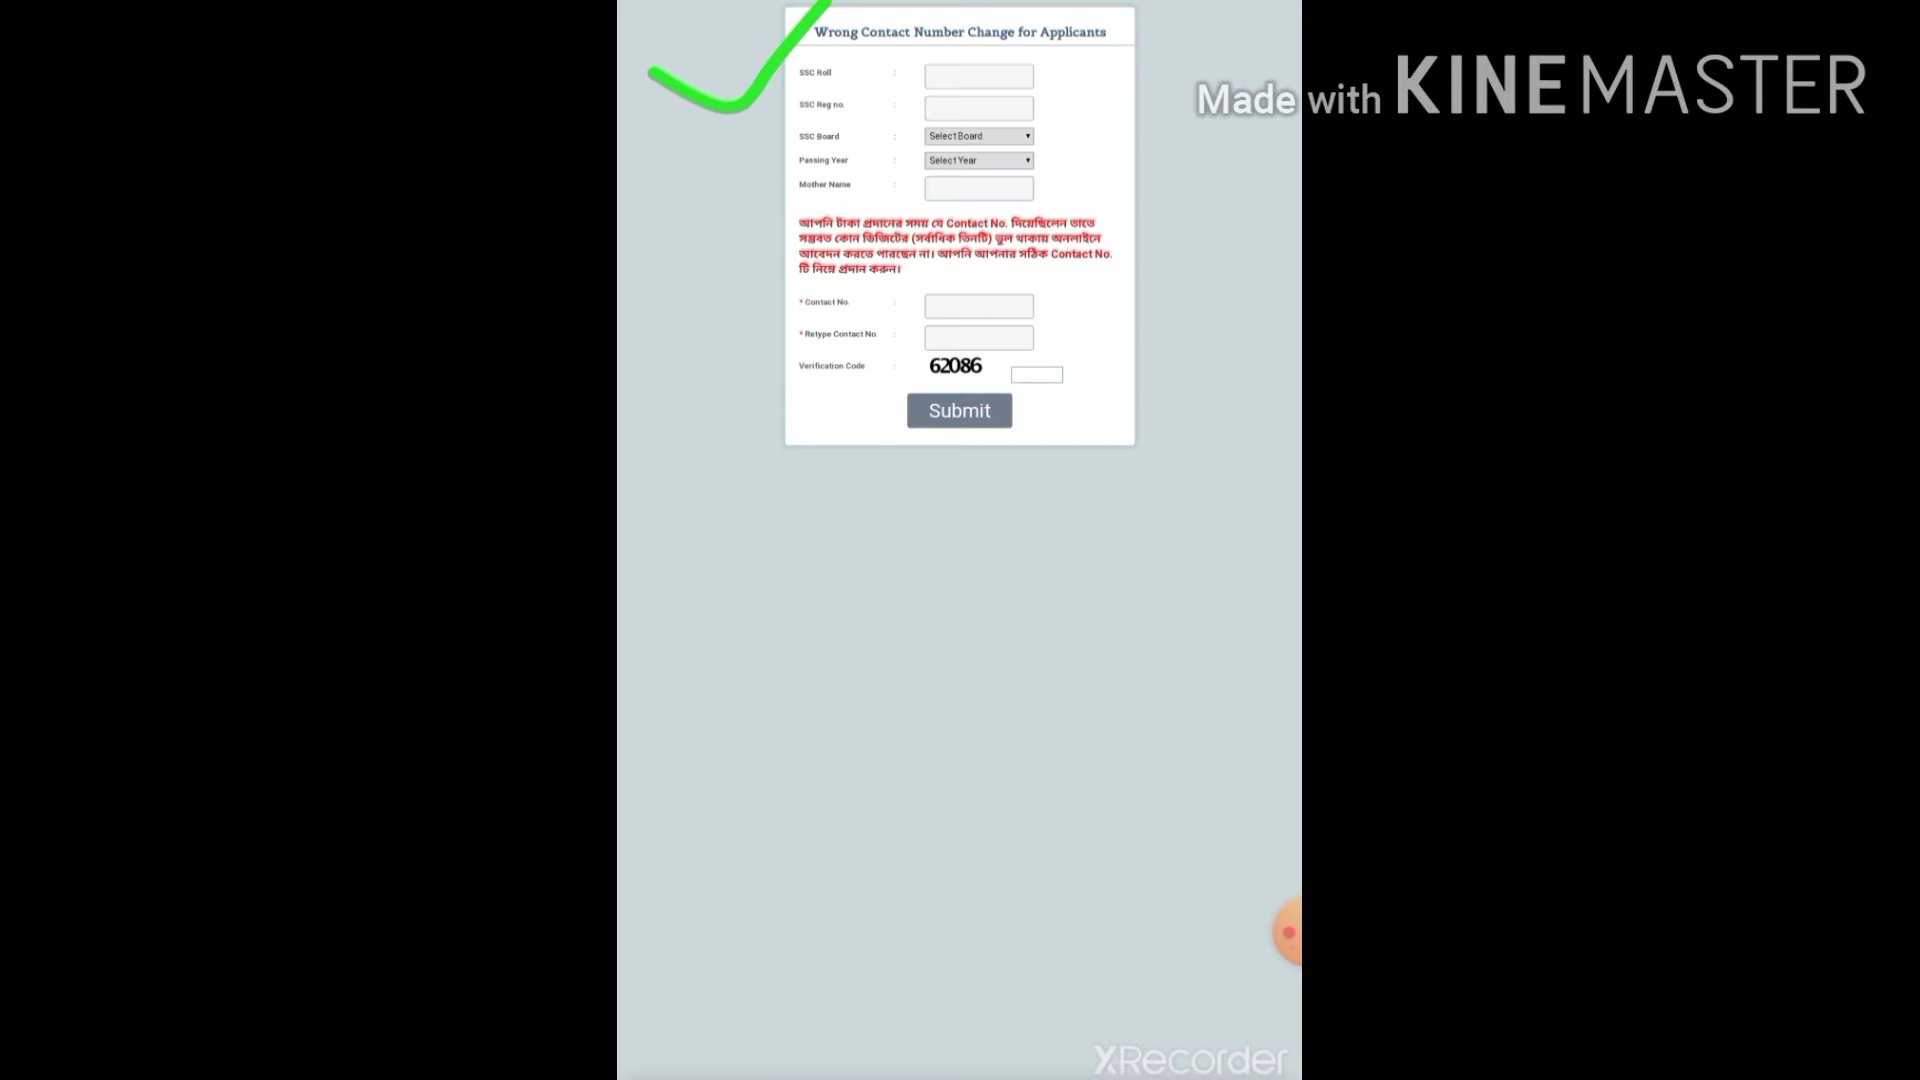 Wrong Contact Number Change for Applicants
Made with KINEMASTER
SSC Roll :
SSC Reg no. :
SSC Board : Select Board
Passing Year : Select Year
Mother Name :
আপনি টাকা প্রদানের সময় যে Contact No. দিয়েছিলেন তাতে
সম্ভবত কোন ডিজিটের (সর্বাধিক তিনটি) ভুল থাকায় অনলাইনে
আবেদন করতে পারছেন না। আপনি আপনার সঠিক Contact No.
টি নিম্নে প্রদান করুন।
* Contact No. :
* Retype Contact No. :
Verification Code : 62086
Submit
XRecorder